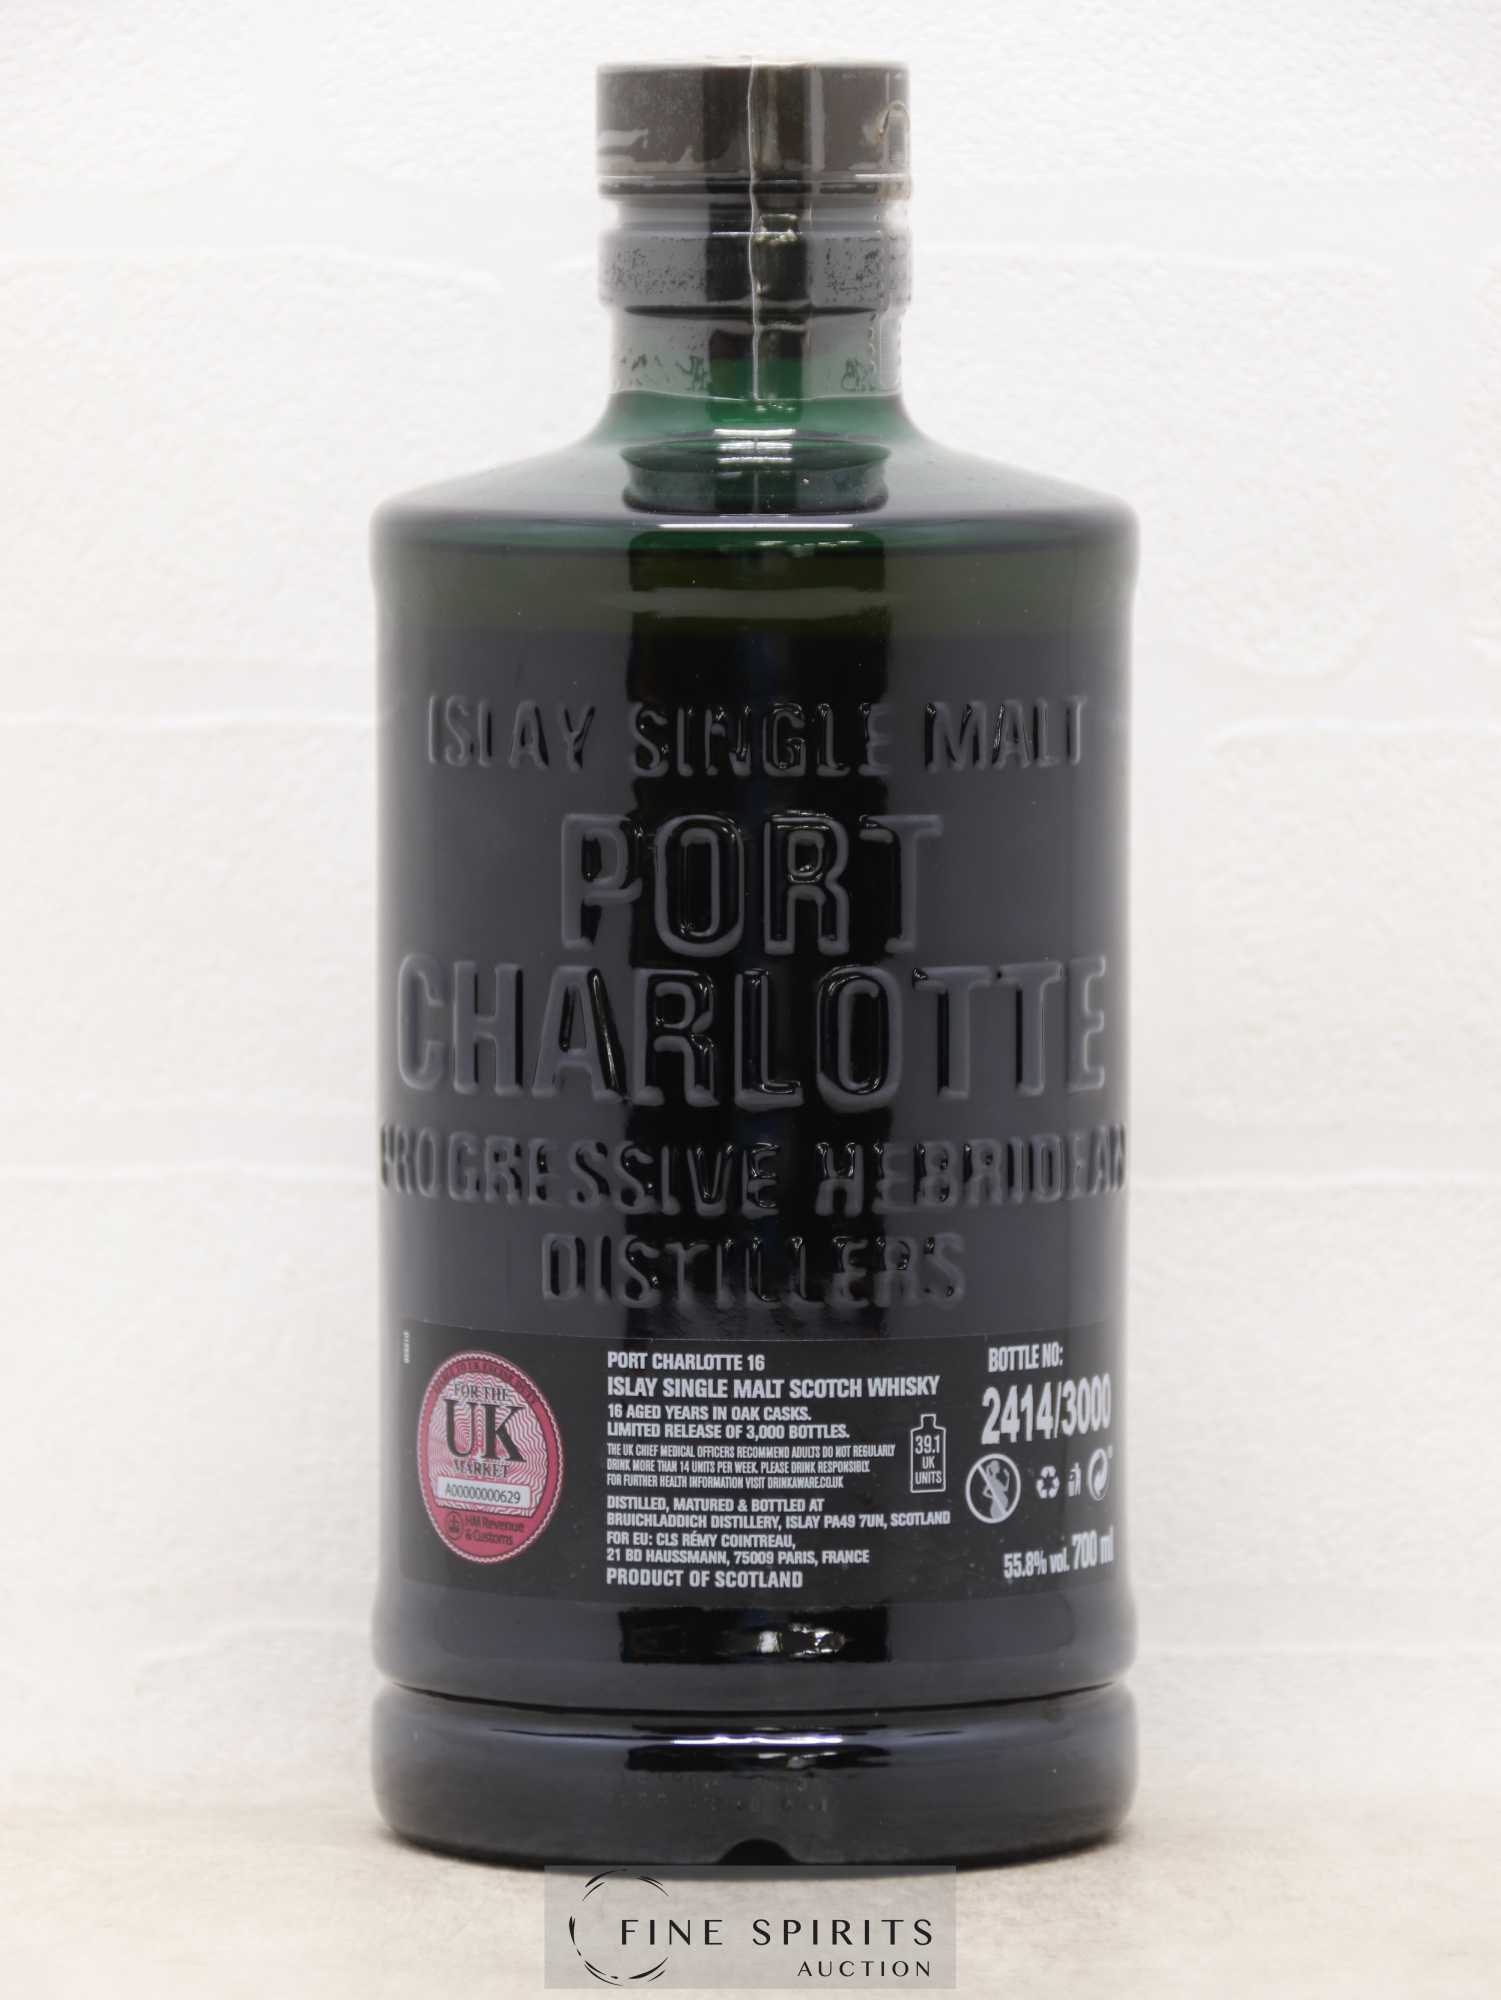 ISLAY SINGLE MALT
PORT
CHARLOTTE
PROGRESSIVE HEBRIDEAN
DISTILLERS
FOR THE
UK
MARKET
A00000000629
HM Revenue
& Customs
PORT CHARLOTTE 16
ISLAY SINGLE MALT SCOTCH WHISKY
16 AGED YEARS IN OAK CASKS.
LIMITED RELEASE OF 3,000 BOTTLES.
THE UK CHIEF MEDICAL OFFICERS RECOMMEND ADULTS DO NOT REGULARLY
DRINK MORE THAN 14 UNITS PER WEEK. PLEASE DRINK RESPONSIBLY.
FOR FURTHER HEALTH INFORMATION VISIT DRINKAWARE.CO.UK
DISTILLED, MATURED & BOTTLED AT
BRUICHLADDICH DISTILLERY, ISLAY PA49 7UN, SCOTLAND
FOR EU: CLS RÉMY COINTREAU,
21 BD HAUSSMANN, 75009 PARIS, FRANCE
PRODUCT OF SCOTLAND
39.1
UK
UNITS
BOTTLE NO:
2414/3000
55.8% vol. 700 ml
FINE SPIRITS
AUCTION